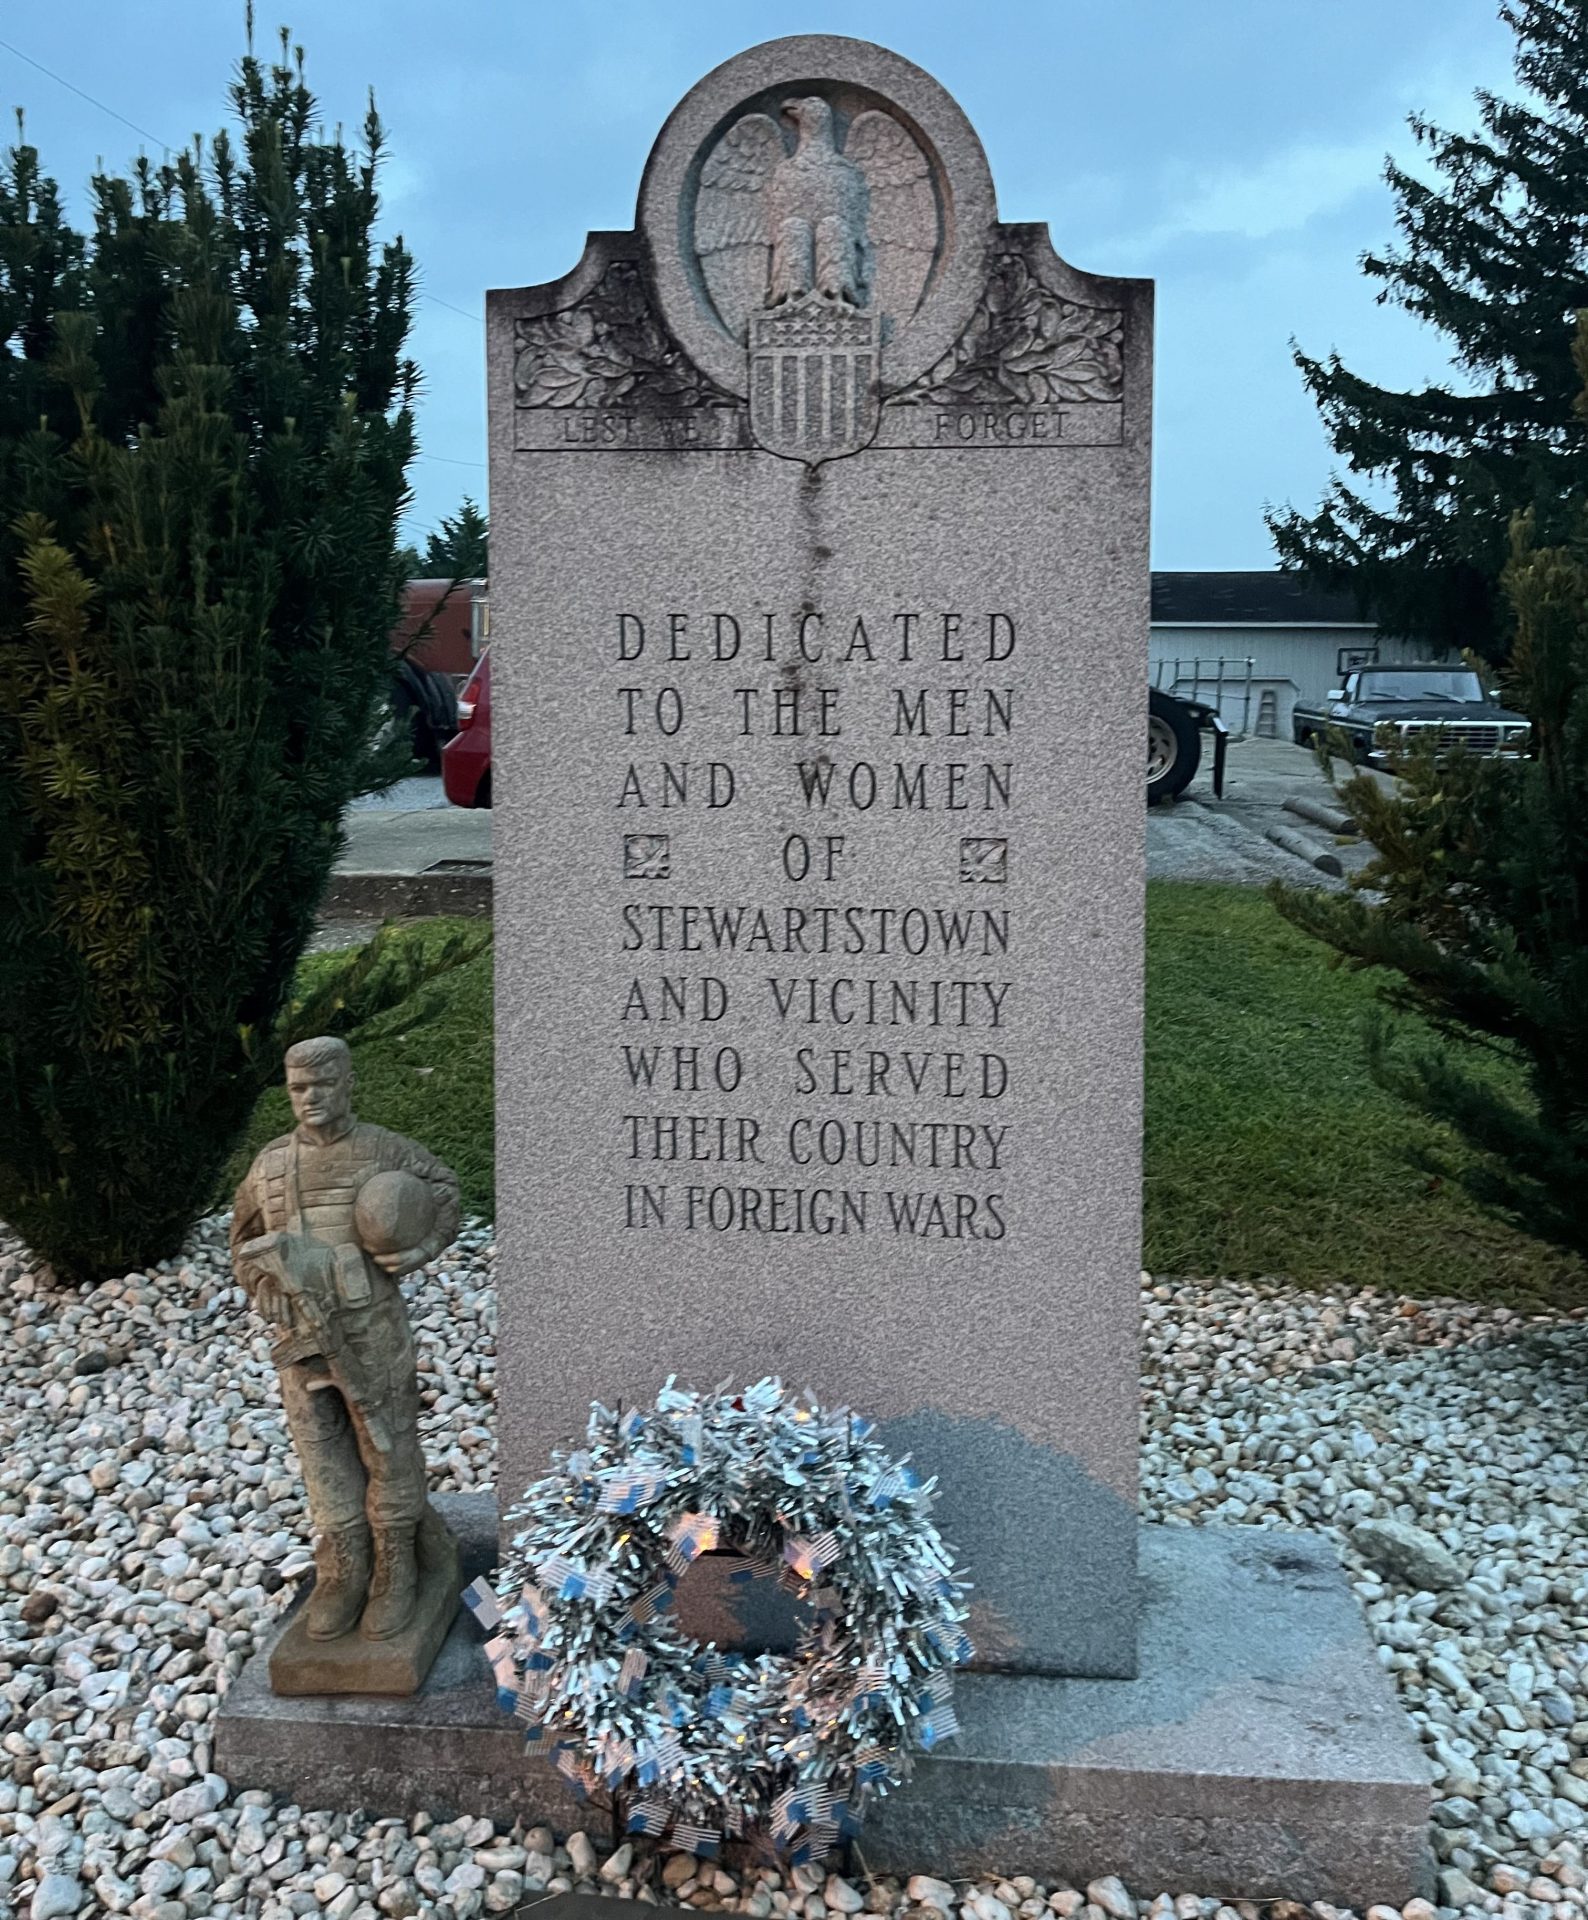 LEST WE FORGET
DEDICATED
TO THE MEN
AND WOMEN
OF
STEWARTSTOWN
AND VICINITY
WHO SERVED
THEIR COUNTRY
IN FOREIGN WARS